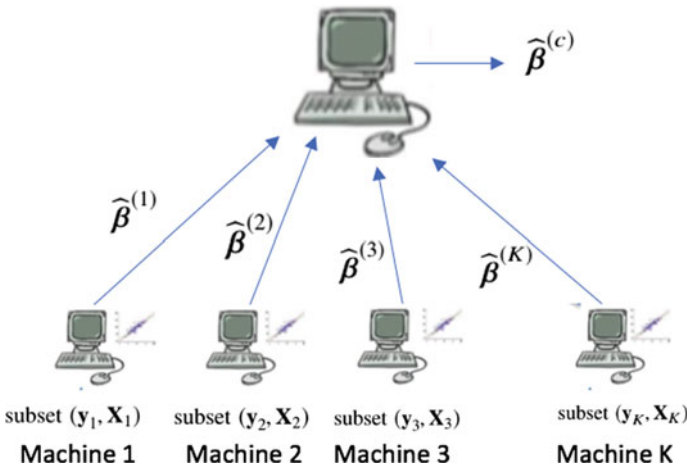 β̂^(c)
β̂^(1)
β̂^(2)
β̂^(3)
β̂^(K)
subset (y₁, X₁)
subset (y₂, X₂)
subset (y₃, X₃)
subset (y_K, X_K)
Machine 1
Machine 2
Machine 3
Machine K